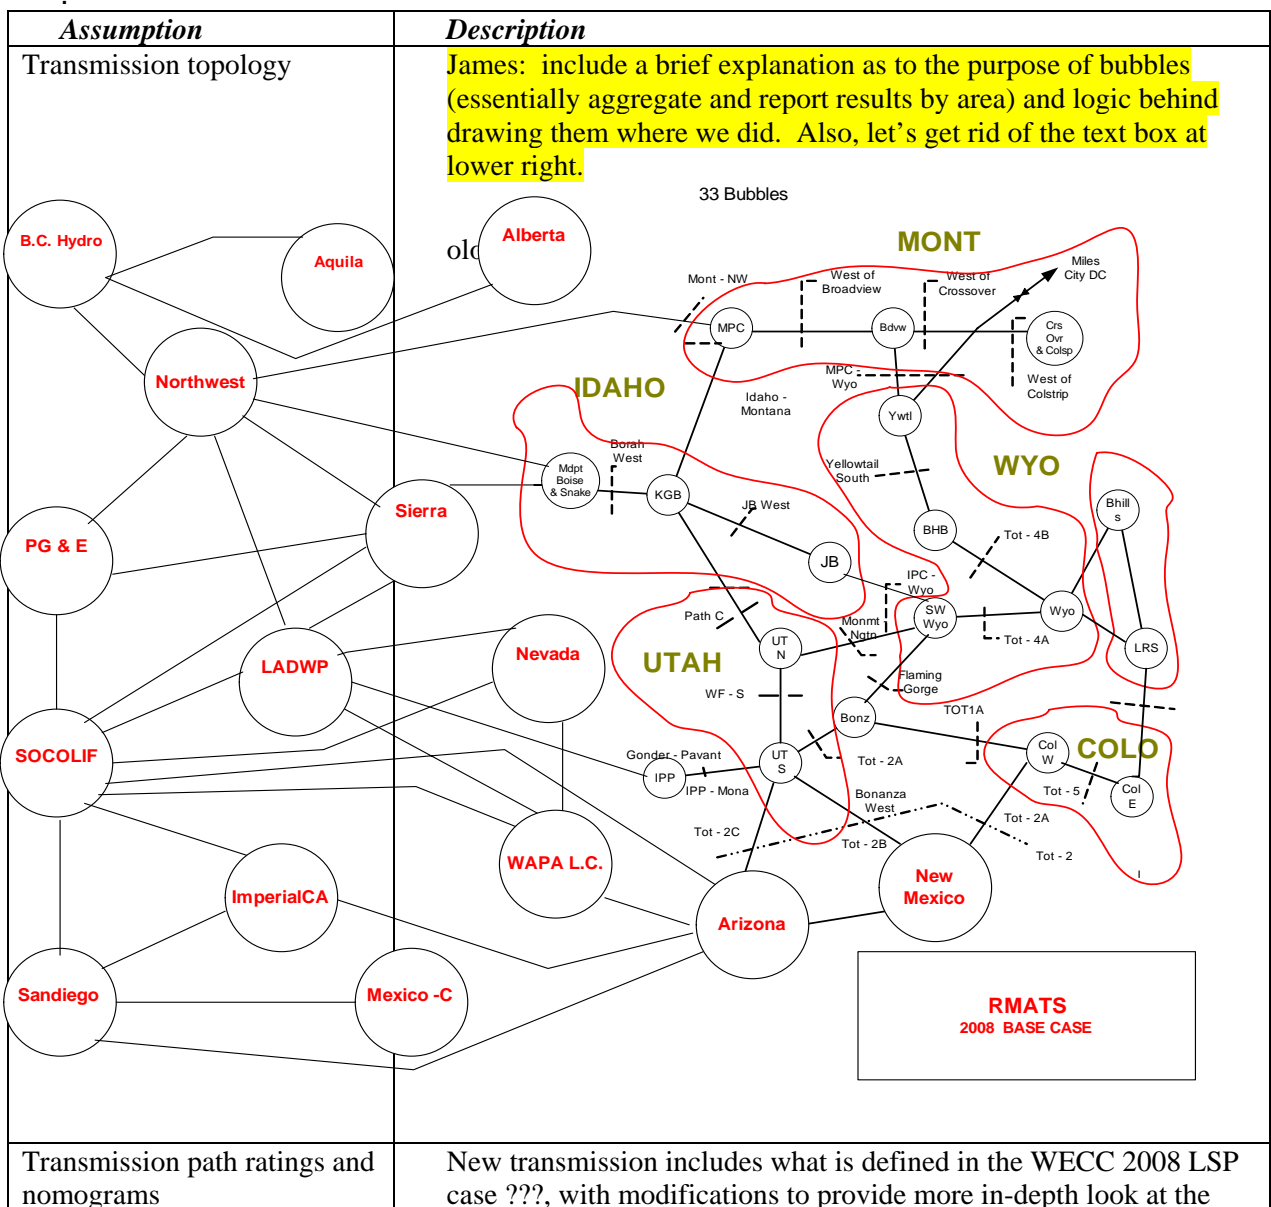 Assumption
Description
Transmission topology
James: include a brief explanation as to the purpose of bubbles
(essentially aggregate and report results by area) and logic behind
drawing them where we did. Also, let's get rid of the text box at
lower right.
33 Bubbles
B.C. Hydro
Aquila
Alberta
MONT
Mont - NW
West of
Broadview
West of
Crossover
Miles
City DC
MPC
Bdvw
Crs
Ovr
& Colsp
Northwest
IDAHO
MPC -
Wyo
West of
Colstrip
Idaho -
Montana
Ywtl
Borah
West
Yellowtail
South
WYO
Mdpt
Boise
& Snake
KGB
JB West
Bhill
s
Sierra
BHB
Tot - 4B
PG & E
JB
IPC -
Wyo
SW
Wyo
Wyo
Path C
Monmt
Ngtn
Tot - 4A
UT
N
LRS
LADWP
Nevada
UTAH
Flaming
Gorge
WF - S
TOT1A
Bonz
SOCOLIF
Gonder - Pavant
IPP
IPP - Mona
UT
S
Tot - 2A
Col
W
COLO
Tot - 5
Col
E
Bonanza
West
Tot - 2A
Tot - 2C
Tot - 2B
Tot - 2
WAPA L.C.
ImperialCA
New
Mexico
Arizona
Sandiego
Mexico -C
RMATS
2008 BASE CASE
Transmission path ratings and
nomograms
New transmission includes what is defined in the WECC 2008 LSP
case ???, with modifications to provide more in-depth look at the